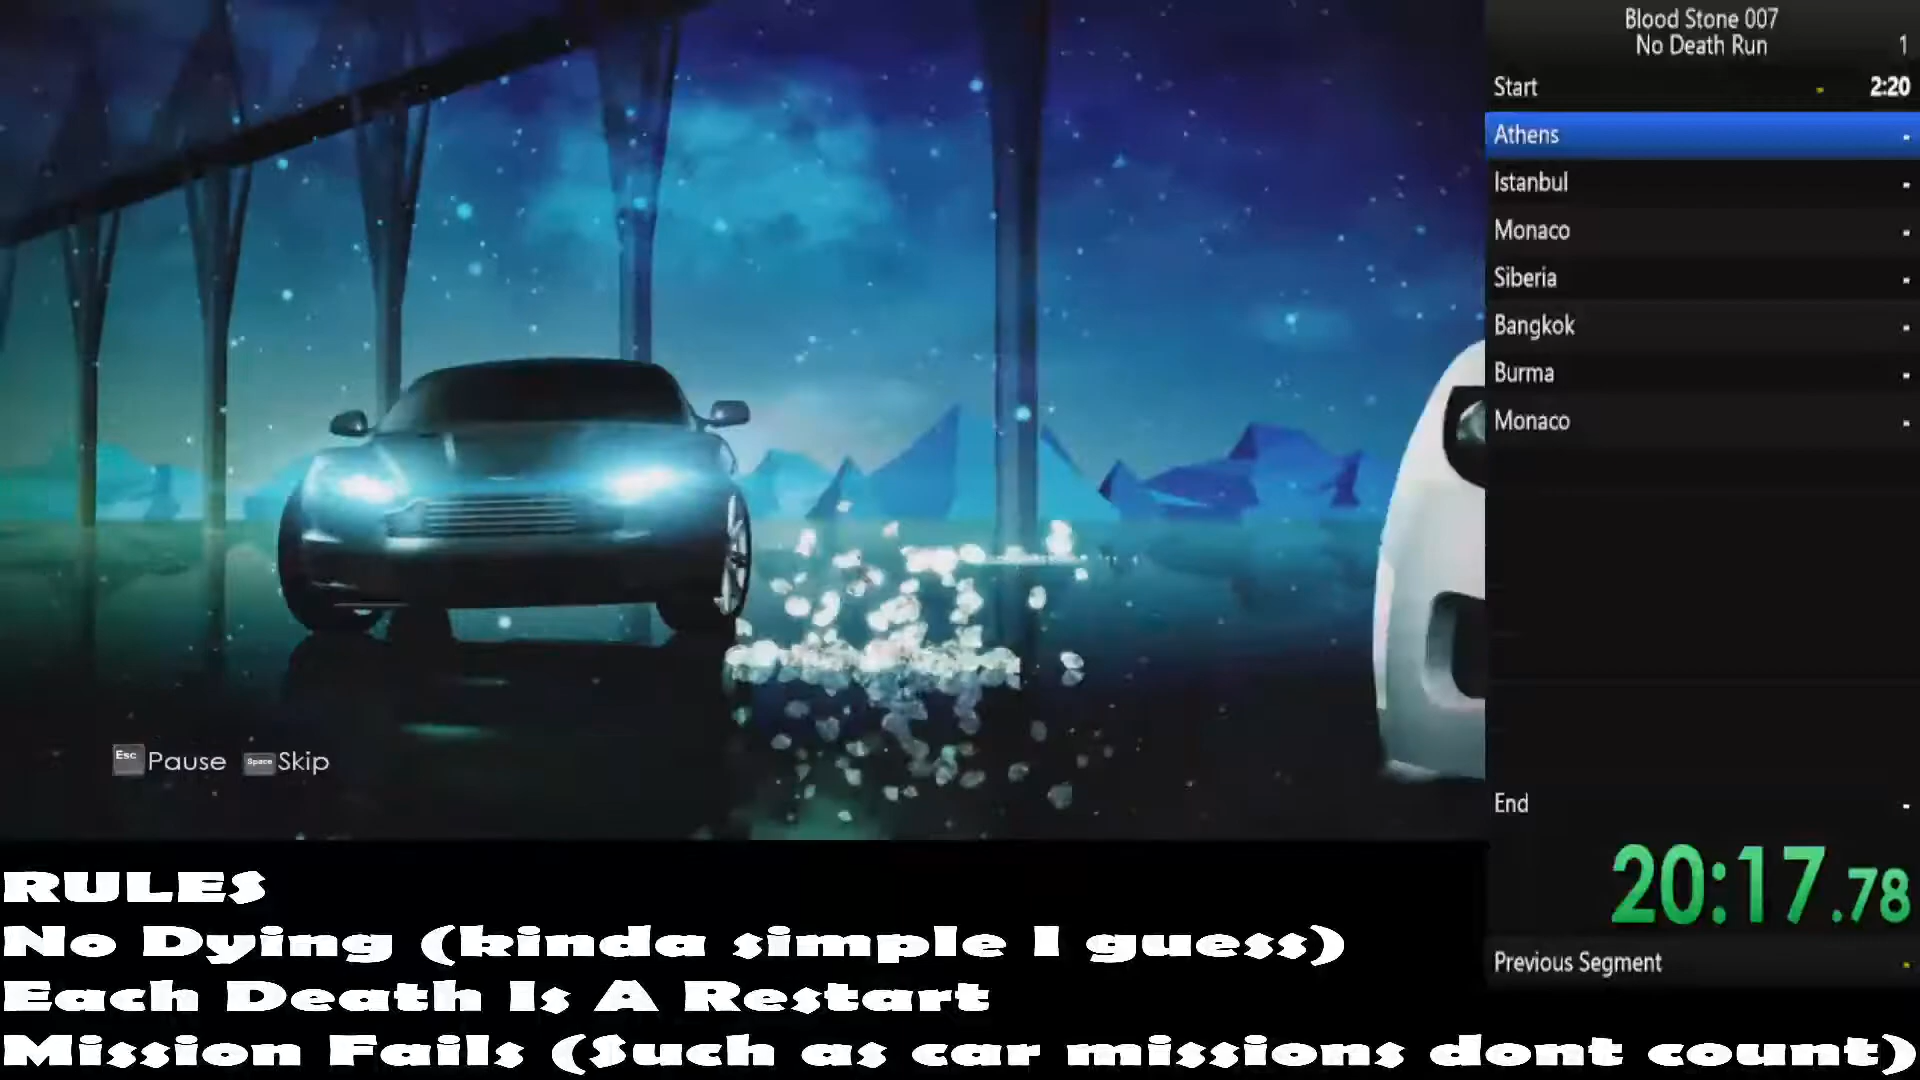 Blood Stone 007
No Death Run 1
Start 2:20
Athens -
Istanbul -
Monaco -
Siberia -
Bangkok -
Burma -
Monaco -
Esc Pause Space Skip
End -
20:17.78
Previous Segment -
RULES
No Dying (kinda simple I guess)
Each Death Is A Restart
Mission Fails (Such as car missions dont count)